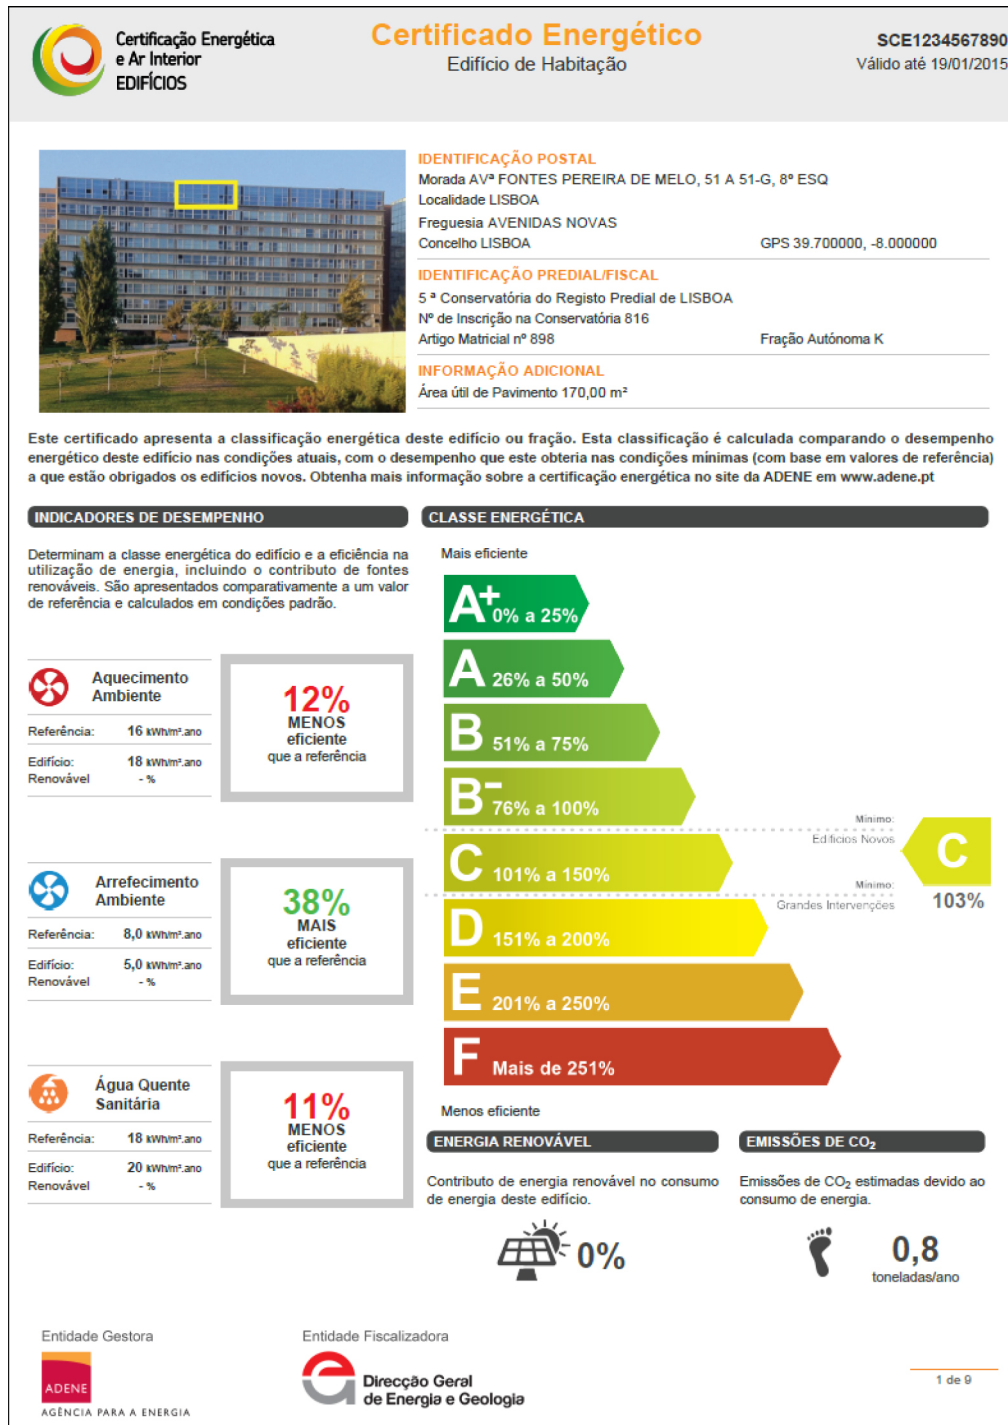 Certificação Energética
e Ar Interior
EDIFÍCIOS
Certificado Energético
Edifício de Habitação
SCE1234567890
Válido até 19/01/2015
IDENTIFICAÇÃO POSTAL
Morada AVª FONTES PEREIRA DE MELO, 51 A 51-G, 8º ESQ
Localidade LISBOA
Freguesia AVENIDAS NOVAS
Concelho LISBOA
GPS 39.700000, -8.000000
IDENTIFICAÇÃO PREDIAL/FISCAL
5 ª Conservatória do Registo Predial de LISBOA
Nº de Inscrição na Conservatória 816
Artigo Matricial nº 898
Fração Autónoma K
INFORMAÇÃO ADICIONAL
Área útil de Pavimento 170,00 m²
Este certificado apresenta a classificação energética deste edifício ou fração. Esta classificação é calculada comparando o desempenho
energético deste edifício nas condições atuais, com o desempenho que este obteria nas condições mínimas (com base em valores de referência)
a que estão obrigados os edifícios novos. Obtenha mais informação sobre a certificação energética no site da ADENE em www.adene.pt
INDICADORES DE DESEMPENHO
Determinam a classe energética do edifício e a eficiência na
utilização de energia, incluindo o contributo de fontes
renováveis. São apresentados comparativamente a um valor
de referência e calculados em condições padrão.
Aquecimento
Ambiente
Referência: 16 kWh/m².ano
Edifício: 18 kWh/m².ano
Renovável - %
12%
MENOS
eficiente
que a referência
Arrefecimento
Ambiente
Referência: 8,0 kWh/m².ano
Edifício: 5,0 kWh/m².ano
Renovável - %
38%
MAIS
eficiente
que a referência
Água Quente
Sanitária
Referência: 18 kWh/m².ano
Edifício: 20 kWh/m².ano
Renovável - %
11%
MENOS
eficiente
que a referência
CLASSE ENERGÉTICA
Mais eficiente
A+ 0% a 25%
A 26% a 50%
B 51% a 75%
B- 76% a 100%
Mínimo:
Edifícios Novos
C 101% a 150%
Mínimo:
Grandes Intervenções
C
103%
D 151% a 200%
E 201% a 250%
F Mais de 251%
Menos eficiente
ENERGIA RENOVÁVEL
Contributo de energia renovável no consumo
de energia deste edifício.
0%
EMISSÕES DE CO₂
Emissões de CO₂ estimadas devido ao
consumo de energia.
0,8
toneladas/ano
Entidade Gestora
ADENE
AGÊNCIA PARA A ENERGIA
Entidade Fiscalizadora
Direcção Geral
de Energia e Geologia
1 de 9